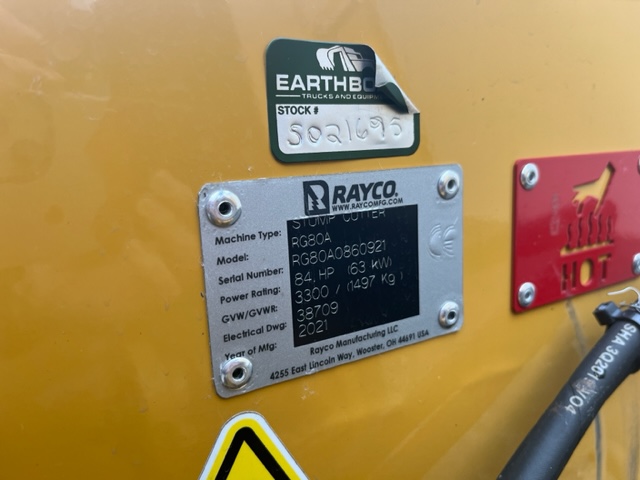 EARTHBO
TRUCKS AND EQUIP
STOCK #
5021695
RAYCO.
WWW.RAYCOMFG.COM
Machine Type: STUMP CUTTER
Model: RG80A
Serial Number: RG80A0860921
Power Rating: 84, HP (63 kW)
GVW/GVWR: 3300 / (1497 Kg)
Electrical Dwg: 38709
Year of Mfg: 2021
Rayco Manufacturing LLC
4255 East Lincoln Way, Wooster, OH 44691 USA
HOT